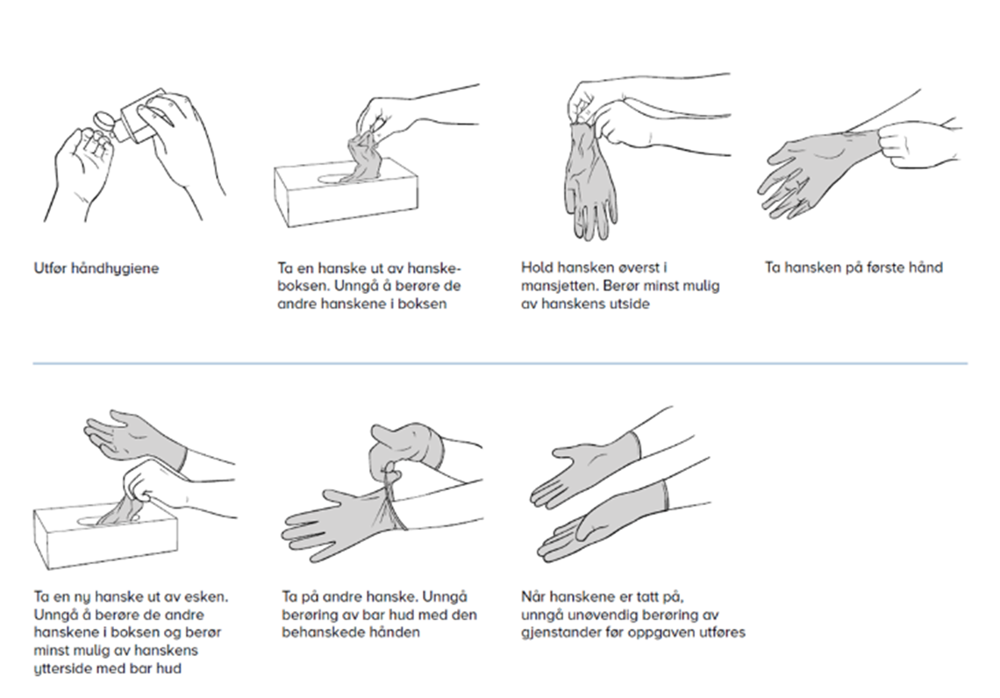 Utfør håndhygiene
Ta en hanske ut av hanske-
boksen. Unngå å berøre de
andre hanskene i boksen
Hold hansken øverst i
mansjetten. Berør minst mulig
av hanskens utside
Ta hansken på første hånd
Ta en ny hanske ut av esken.
Unngå å berøre de andre
hanskene i boksen og berør
minst mulig av hanskens
ytterside med bar hud
Ta på andre hanske. Unngå
berøring av bar hud med den
behanskede hånden
Når hanskene er tatt på,
unngå unøvendig berøring av
gjenstander før oppgaven utføres